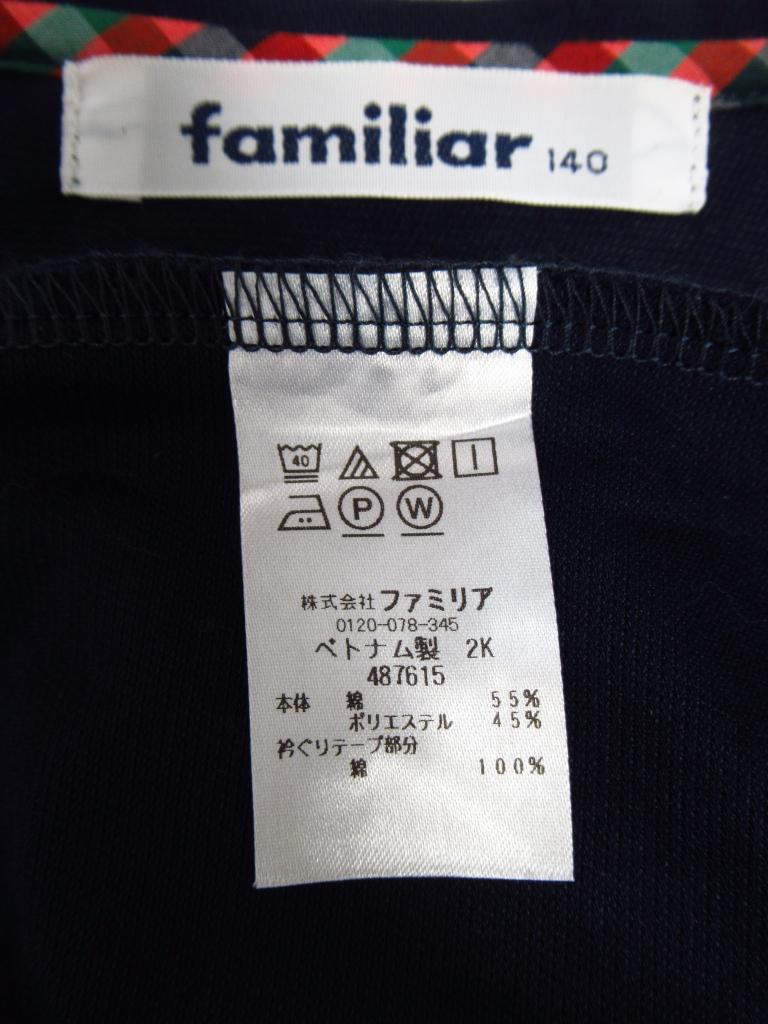 familiar 140
40
P W
株式会社ファミリア
0120-078-345
ベトナム製 2K
487615
本体 綿 55%
ポリエステル 45%
衿ぐりテープ部分
綿 100%